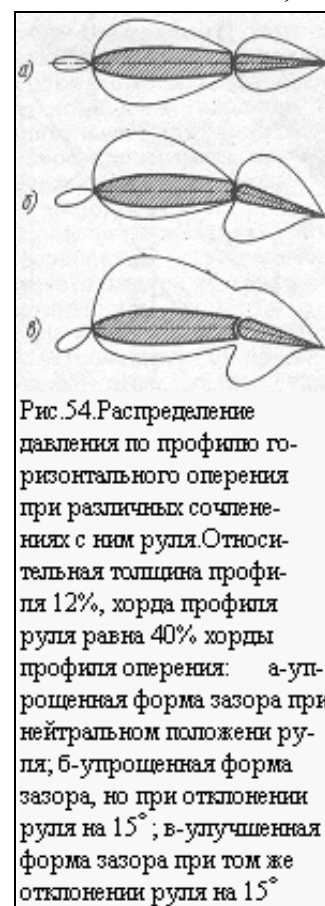 а)
б)
в)
Рис.54.Распределение
давления по профилю го-
ризонтального оперения
при различных сочлене-
ниях с ним руля.Относи-
тельная толщина профи-
ля 12%, хорда профиля
руля равна 40% хорды
профиля оперения: а-уп-
рощенная форма зазора при
нейтральном положени ру-
ля; б-упрощенная форма
зазора, но при отклонении
руля на 15°; в-улучшенная
форма зазора при том же
отклонении руля на 15°